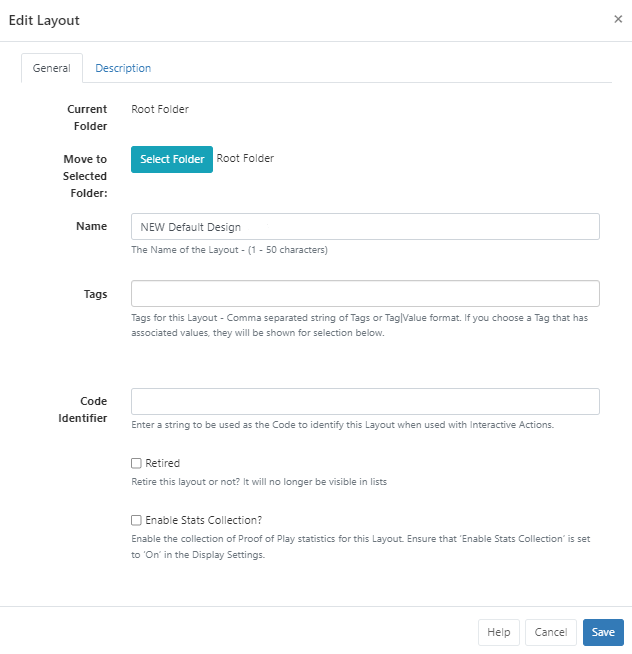 Edit Layout ×
General Description
Current Root Folder
Folder
Move to Select Folder Root Folder
Selected
Folder:
Name NEW Default Design
The Name of the Layout - (1 - 50 characters)
Tags
Tags for this Layout - Comma separated string of Tags or Tag|Value format. If you choose a Tag that has
associated values, they will be shown for selection below.
Code
Identifier
Enter a string to be used as the Code to identify this Layout when used with Interactive Actions.
Retired
Retire this layout or not? It will no longer be visible in lists
Enable Stats Collection?
Enable the collection of Proof of Play statistics for this Layout. Ensure that 'Enable Stats Collection' is set
to 'On' in the Display Settings.
Help Cancel Save